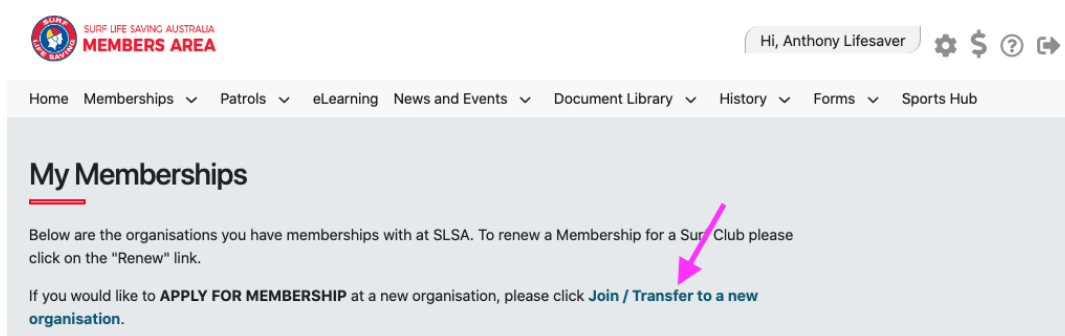 SURF
LIFE SAVING
SURF LIFE SAVING AUSTRALIA
MEMBERS AREA
Hi, Anthony Lifesaver
Home Memberships Patrols eLearning News and Events Document Library History Forms Sports Hub
My Memberships
Below are the organisations you have memberships with at SLSA. To renew a Membership for a Surf Club please
click on the "Renew" link.
If you would like to APPLY FOR MEMBERSHIP at a new organisation, please click Join / Transfer to a new
organisation.